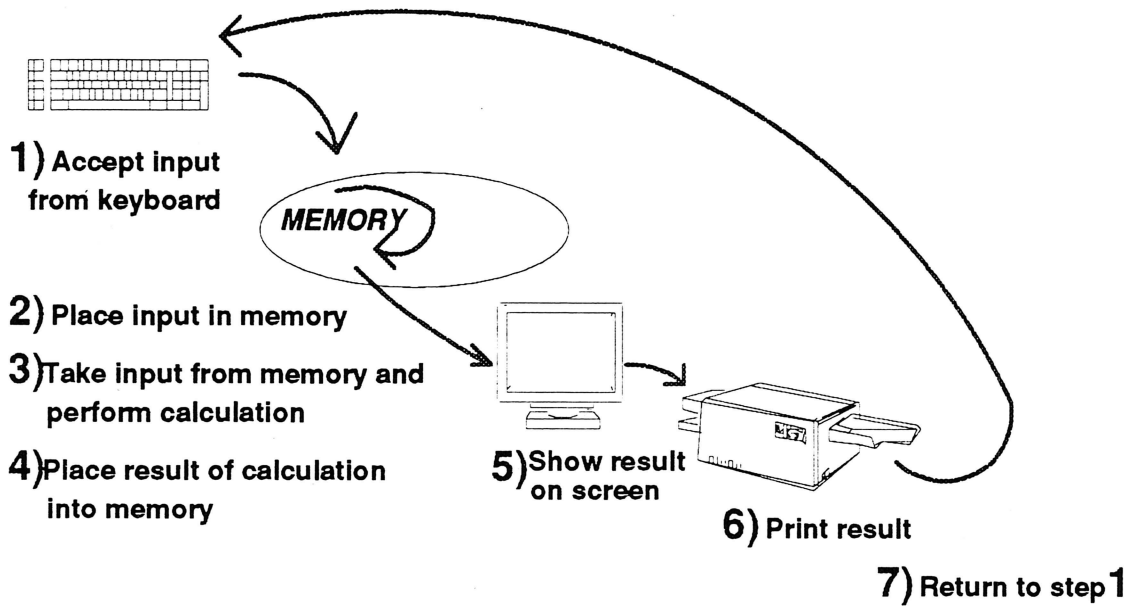 1) Accept input
from keyboard
MEMORY
2) Place input in memory
3) Take input from memory and
perform calculation
4) Place result of calculation
into memory
5) Show result
on screen
6) Print result
7) Return to step 1